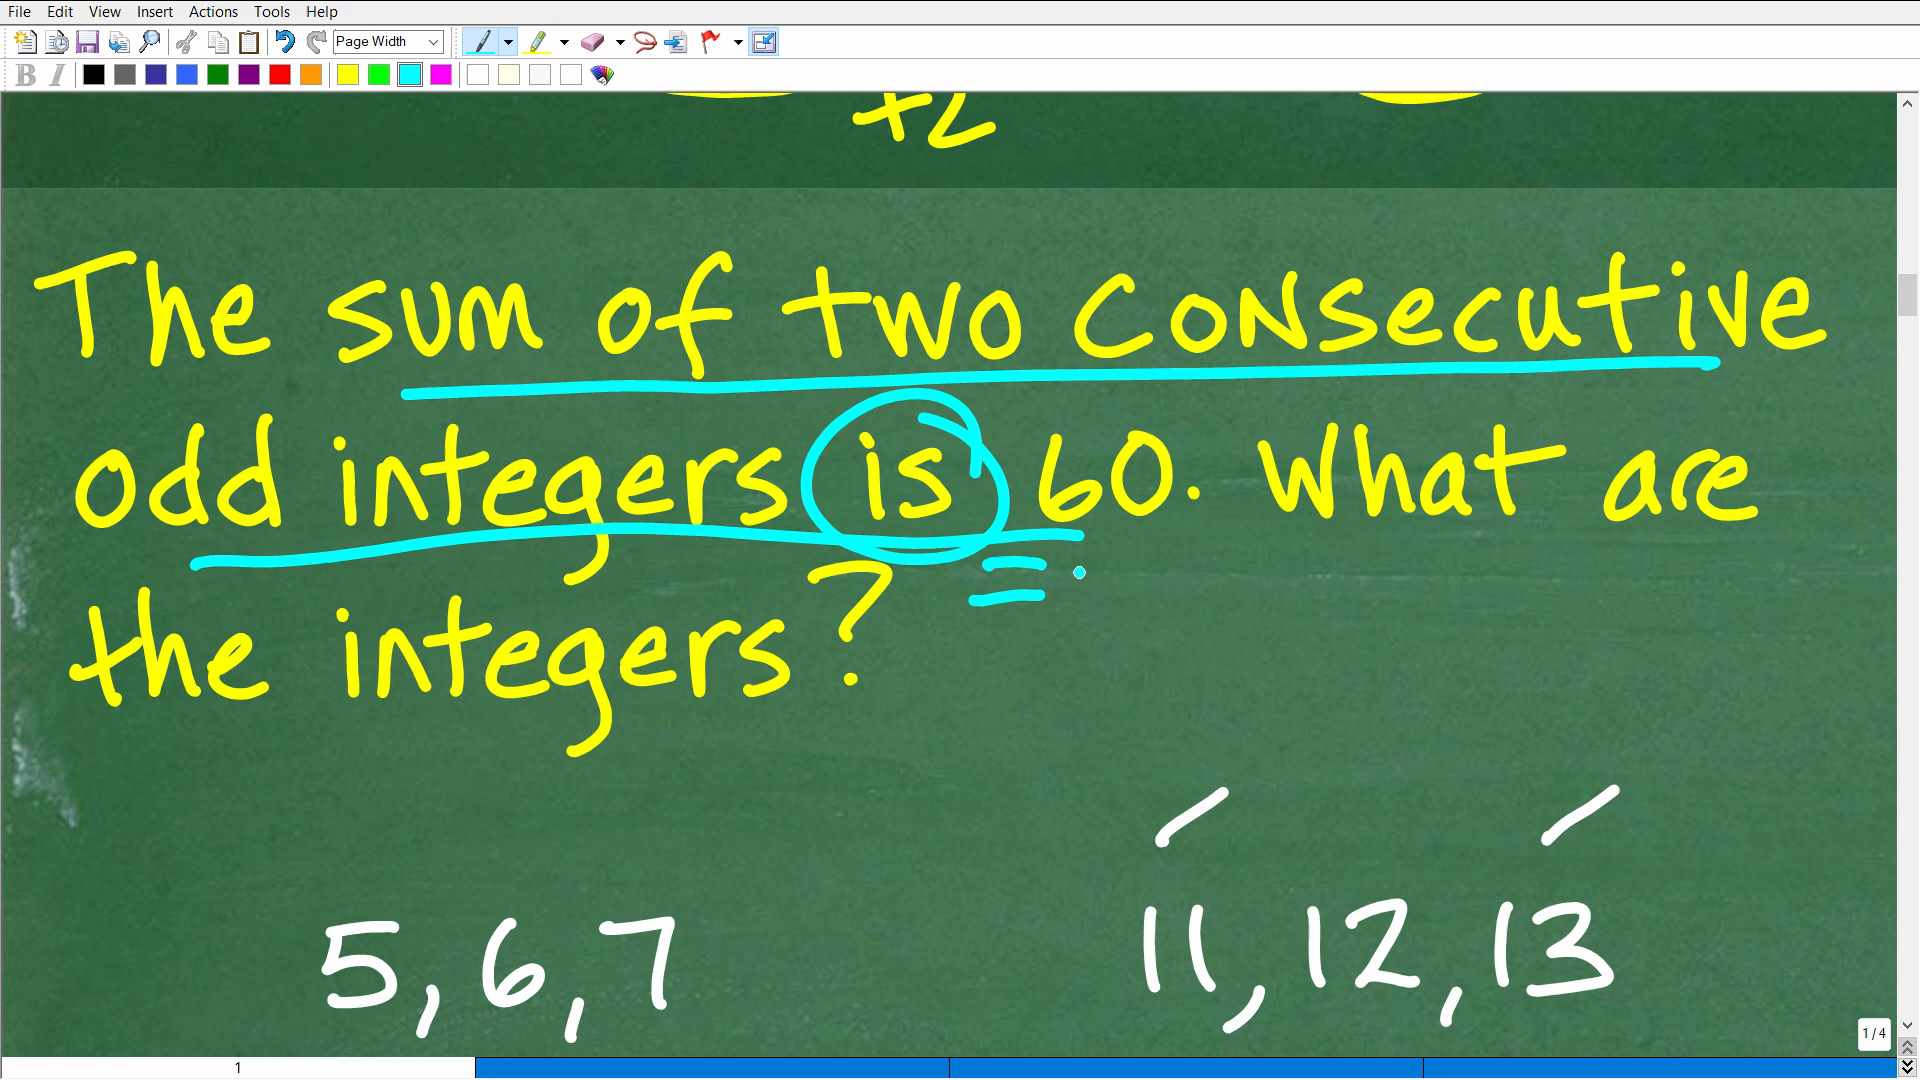 File Edit View Insert Actions Tools Help
Page Width
B I
+2
The sum of two consecutive
odd integers is 60. What are
the integers?
5, 6, 7 11, 12, 13
1 / 4
1